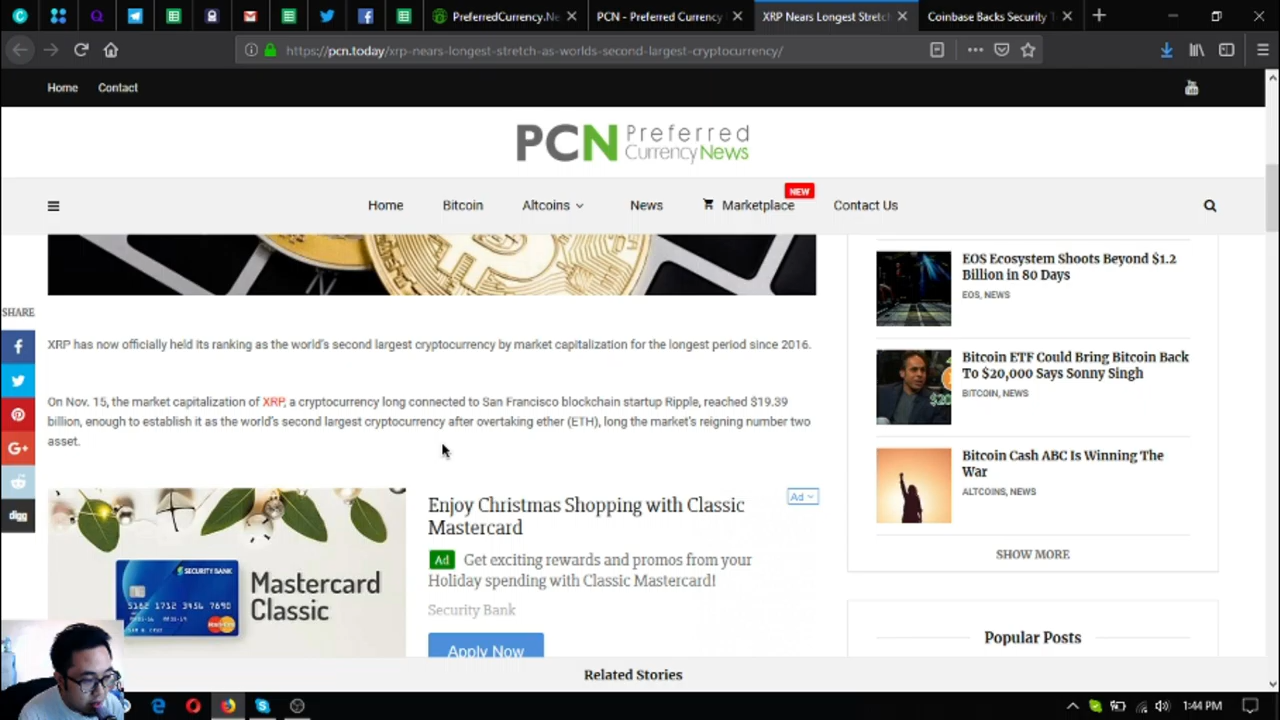 PreferredCurrency.Ne
PCN - Preferred Currency
XRP Nears Longest Stretch
Coinbase Backs Security T
https://pcn.today/xrp-nears-longest-stretch-as-worlds-second-largest-cryptocurrency/
Home Contact
PCN Preferred
CurrencyNews
NEW
Home Bitcoin Altcoins News Marketplace Contact Us
SHARE
XRP has now officially held its ranking as the world's second largest cryptocurrency by market capitalization for the longest period since 2016.
On Nov. 15, the market capitalization of XRP, a cryptocurrency long connected to San Francisco blockchain startup Ripple, reached $19.39
billion, enough to establish it as the world's second largest cryptocurrency after overtaking ether (ETH), long the market's reigning number two
asset.
G+
digg
SECURITY BANK
Mastercard
Classic
Enjoy Christmas Shopping with Classic
Mastercard
Ad
Ad Get exciting rewards and promos from your
Holiday spending with Classic Mastercard!
Security Bank
Apply Now
EOS Ecosystem Shoots Beyond $1.2
Billion in 80 Days
EOS, NEWS
Bitcoin ETF Could Bring Bitcoin Back
To $20,000 Says Sonny Singh
BITCOIN, NEWS
Bitcoin Cash ABC Is Winning The
War
ALTCOINS, NEWS
SHOW MORE
Popular Posts
Related Stories
1:44 PM